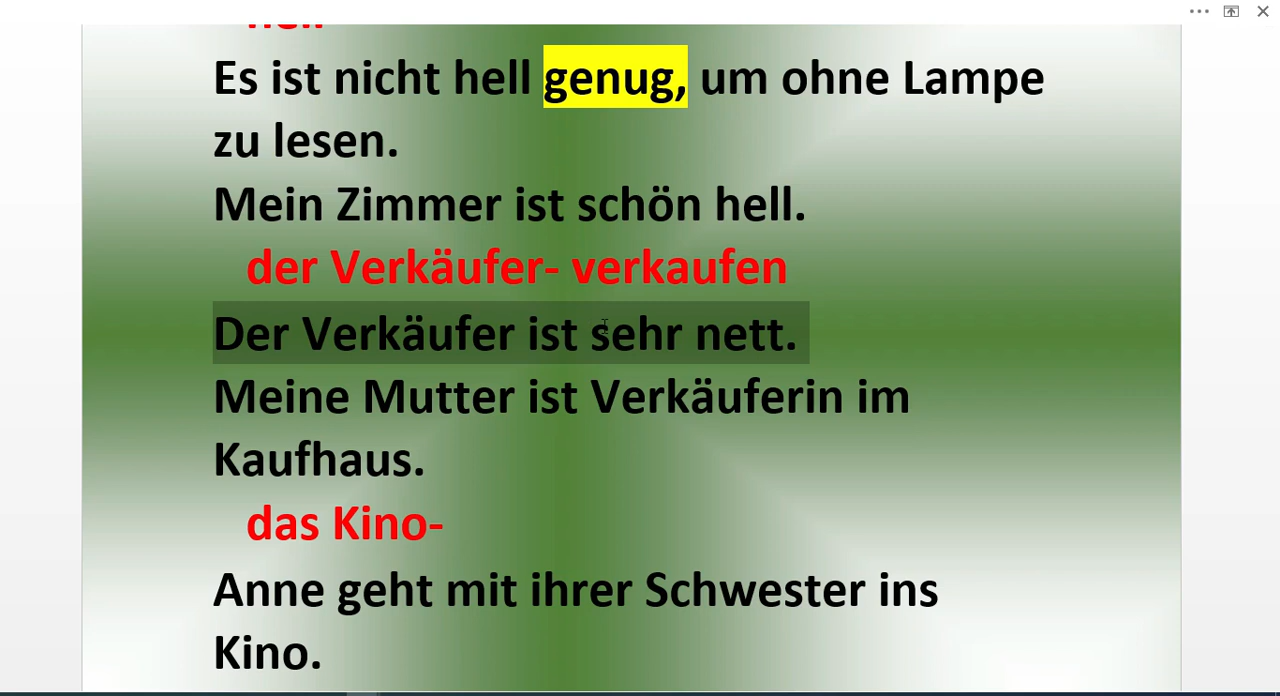 Es ist nicht hell genug, um ohne Lampe
zu lesen.
Mein Zimmer ist schön hell.
der Verkäufer- verkaufen
Der Verkäufer ist sehr nett.
Meine Mutter ist Verkäuferin im
Kaufhaus.
das Kino-
Anne geht mit ihrer Schwester ins
Kino.